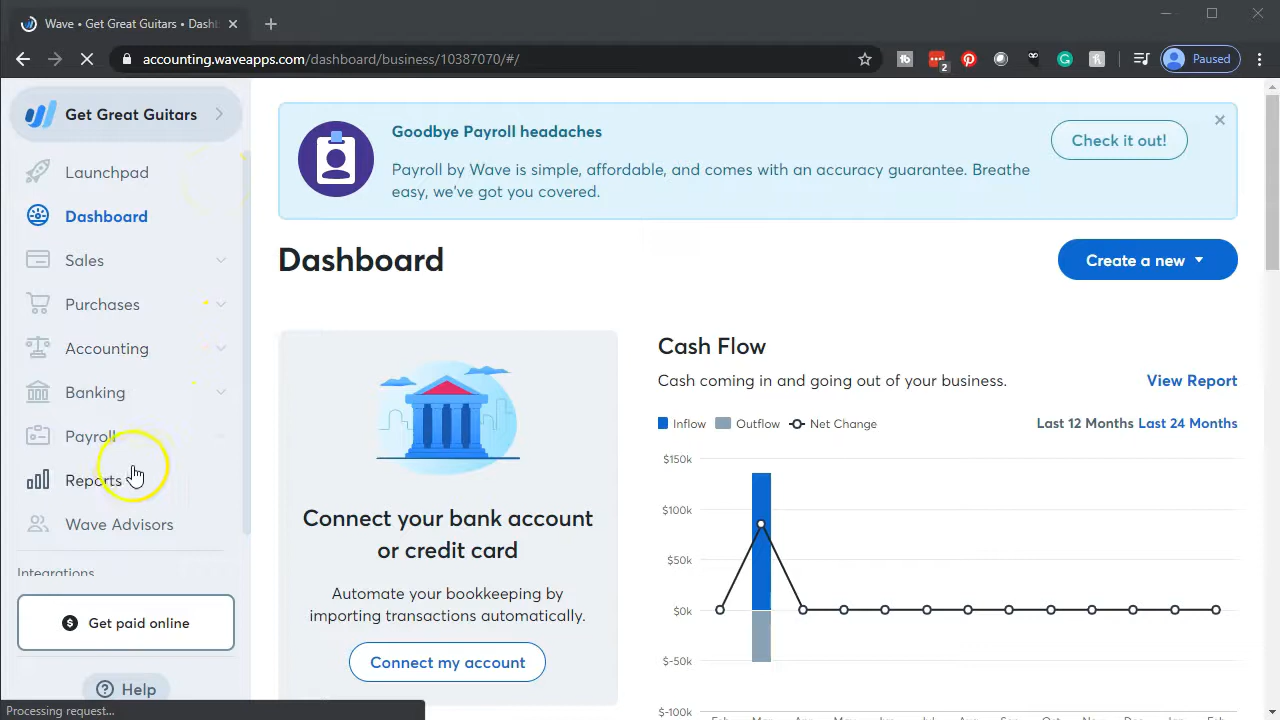 Wave • Get Great Guitars • Dashb
accounting.waveapps.com/dashboard/business/10387070/#/
2
Paused
Get Great Guitars
Launchpad
Dashboard
Sales
Purchases
Accounting
Banking
Payroll
Reports
Wave Advisors
Integrations
$ Get paid online
? Help
Processing request...
Goodbye Payroll headaches
Payroll by Wave is simple, affordable, and comes with an accuracy guarantee. Breathe
easy, we've got you covered.
Check it out!
Dashboard
Create a new
Connect your bank account
or credit card
Automate your bookkeeping by
importing transactions automatically.
Connect my account
Cash Flow
Cash coming in and going out of your business.
View Report
Inflow Outflow Net Change
Last 12 Months Last 24 Months
$150k
$100k
$50k
$0k
$-50k
$-100k